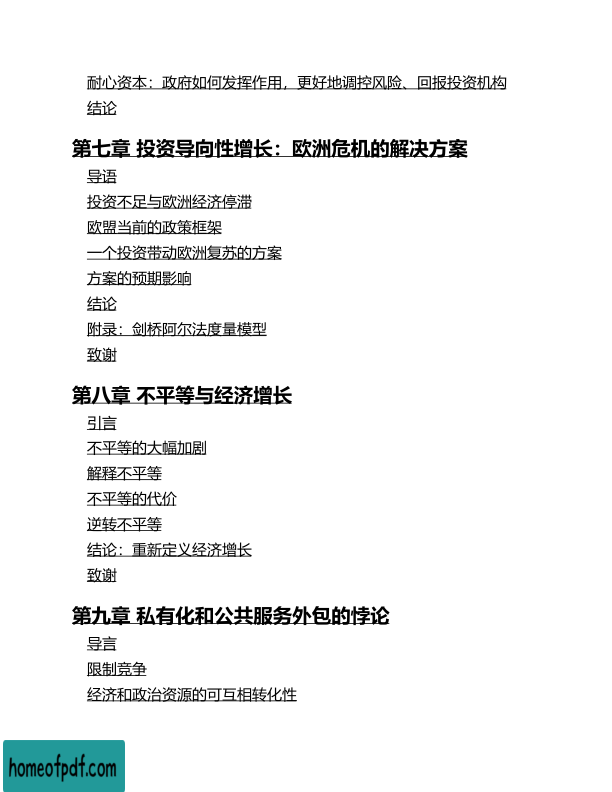 耐心资本：政府如何发挥作用，更好地调控风险、回报投资机构
结论
第七章 投资导向性增长：欧洲危机的解决方案
导语
投资不足与欧洲经济停滞
欧盟当前的政策框架
一个投资带动欧洲复苏的方案
方案的预期影响
结论
附录：剑桥阿尔法度量模型
致谢
第八章 不平等与经济增长
引言
不平等的大幅加剧
解释不平等
不平等的代价
逆转不平等
结论：重新定义经济增长
致谢
第九章 私有化和公共服务外包的悖论
导言
限制竞争
经济和政治资源的可互相转化性
homeofpdf.com